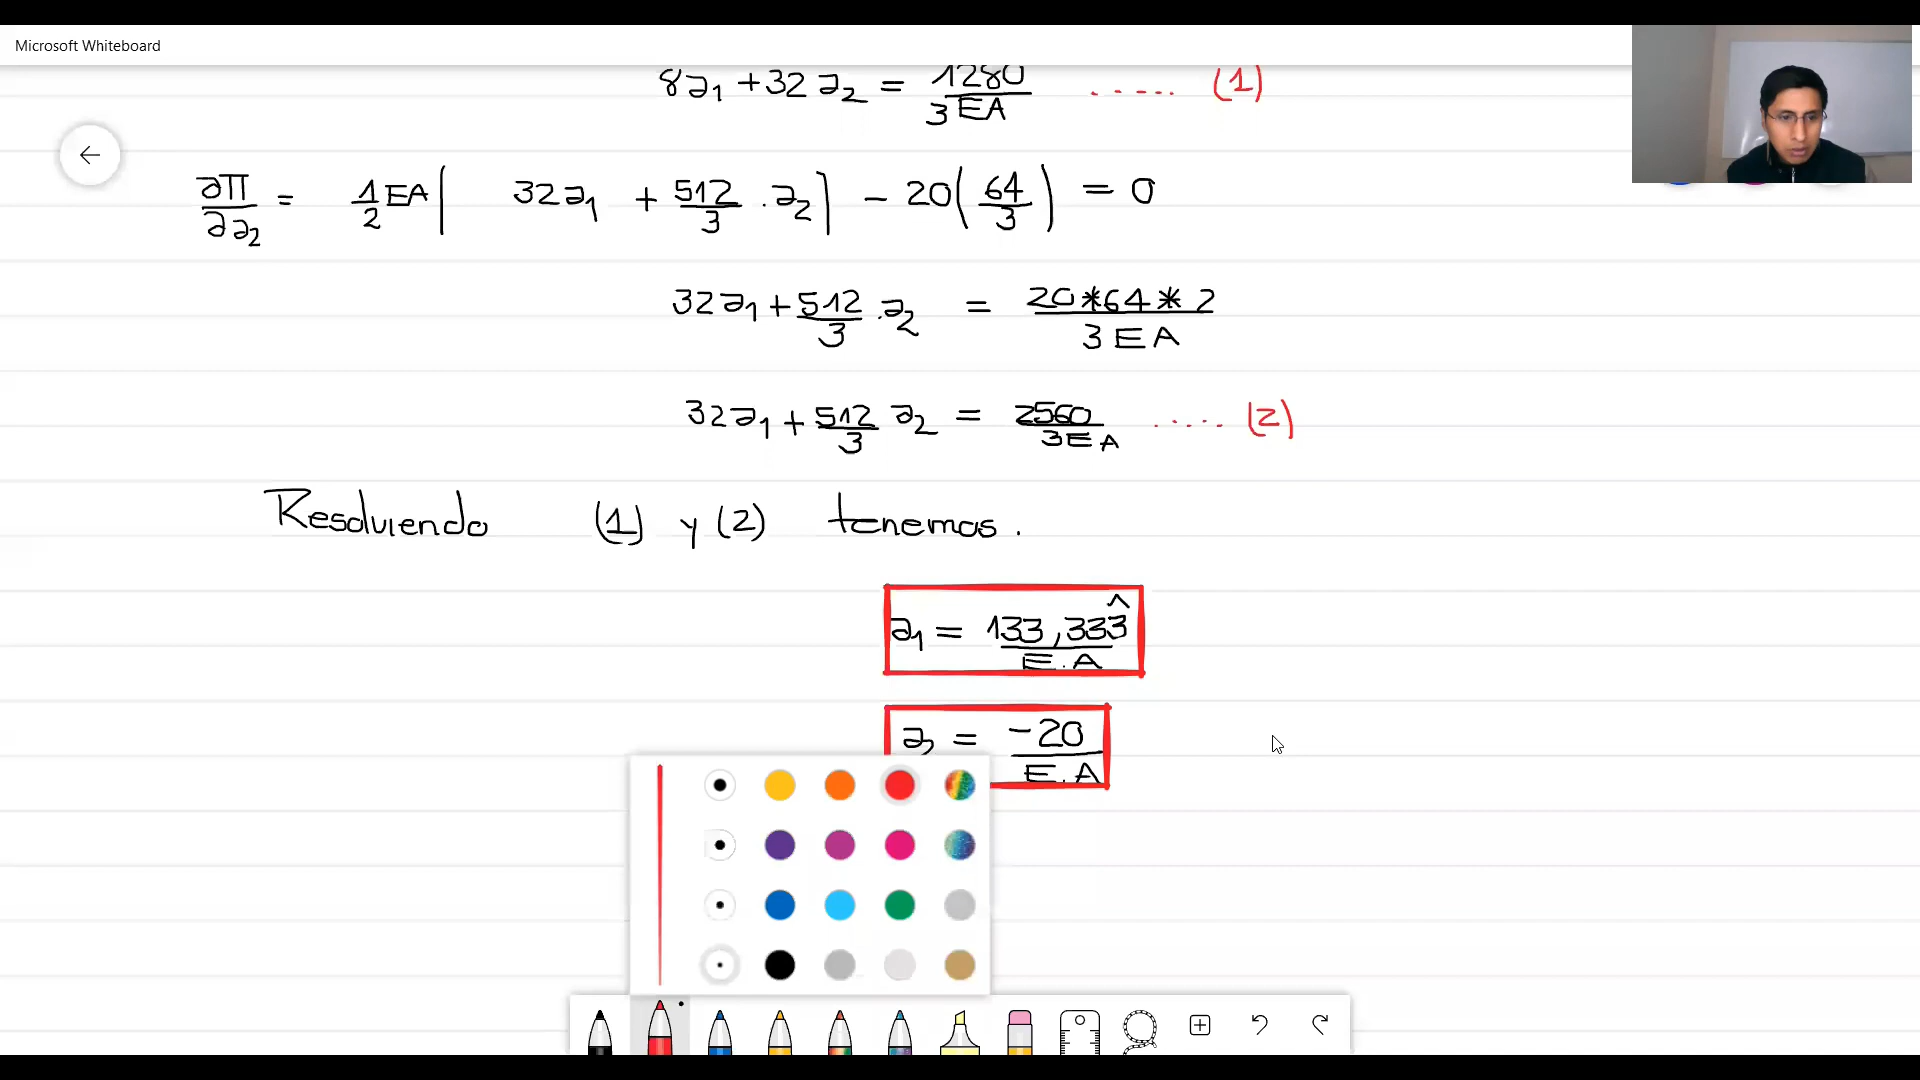 Microsoft Whiteboard
8a₁ + 32 a₂ = 1280 / 3EA ..... (1)
∂π/∂a₂ = 1/2 EA [ 32a₁ + 512/3 . a₂ ] - 20( 64/3 ) = 0
32a₁ + 512/3 . a₂ = 20*64*2 / 3EA
32a₁ + 512/3 a₂ = 2560 / 3EA ..... (2)
Resolviendo (1) y (2) tenemos.
a₁ = 133,333̂ / E.A
a₂ = -20 / E.A